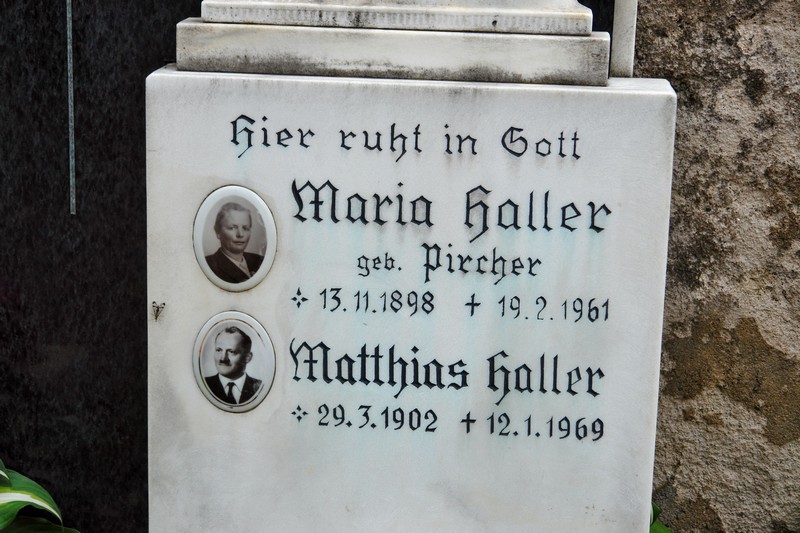 Hier ruht in Gott
Maria Haller
geb. Pircher
✣ 13.11.1898 ✝ 19.2.1961
Matthias Haller
✣ 29.3.1902 ✝ 12.1.1969